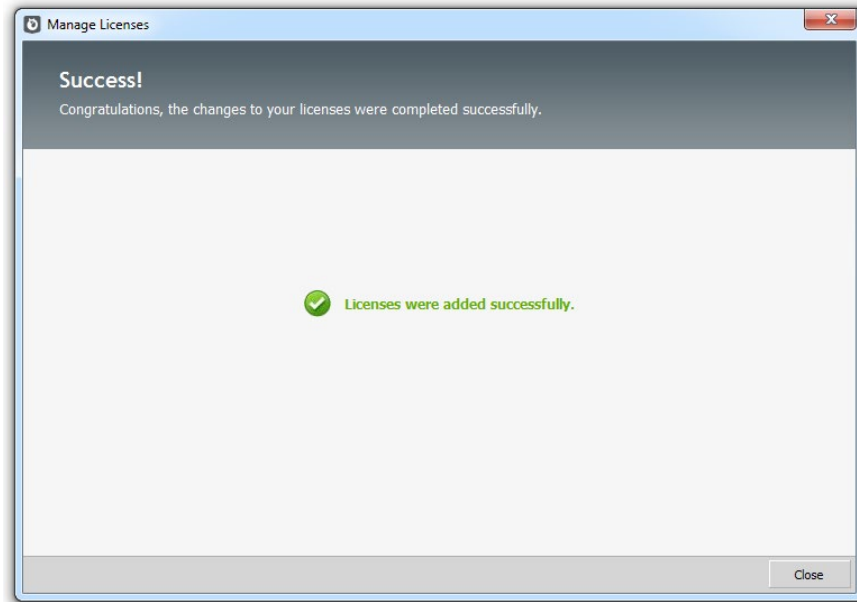 Manage Licenses
Success!
Congratulations, the changes to your licenses were completed successfully.
Licenses were added successfully.
Close